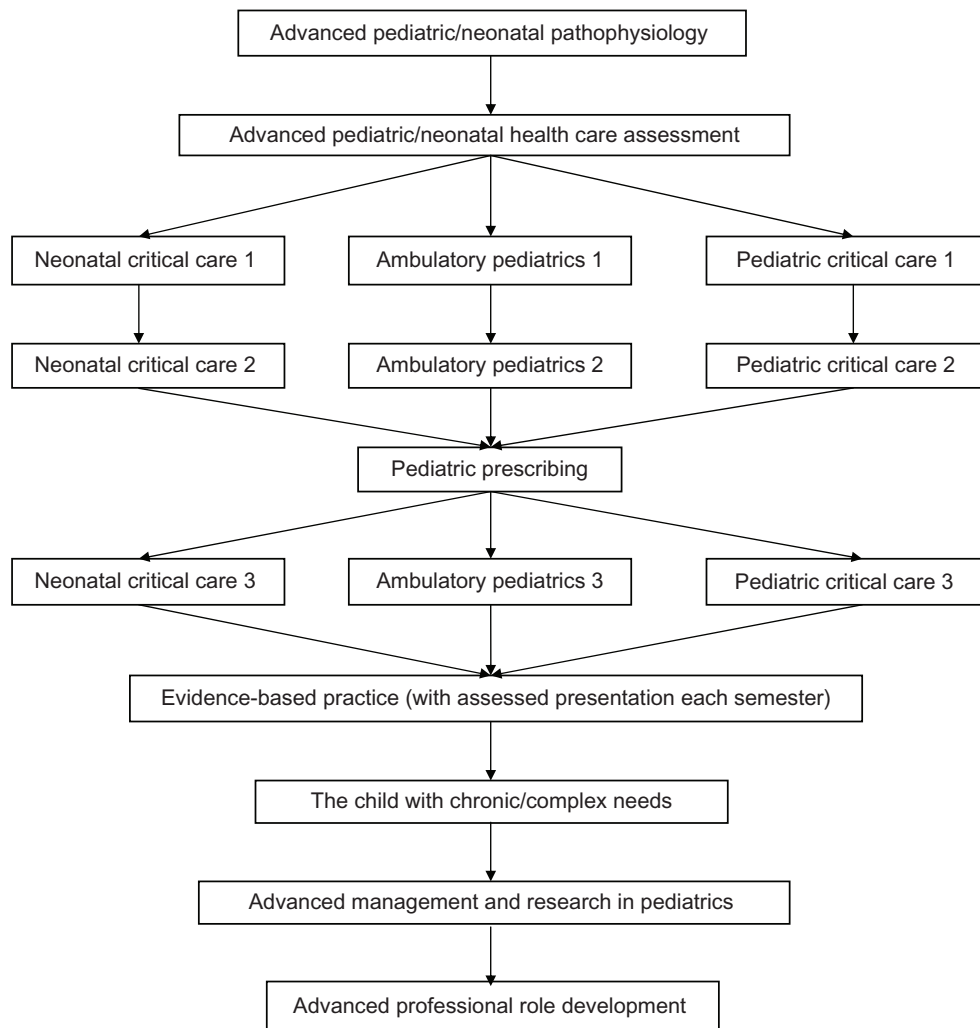 Advanced pediatric/neonatal pathophysiology
Advanced pediatric/neonatal health care assessment
Neonatal critical care 1
Ambulatory pediatrics 1
Pediatric critical care 1
Neonatal critical care 2
Ambulatory pediatrics 2
Pediatric critical care 2
Pediatric prescribing
Neonatal critical care 3
Ambulatory pediatrics 3
Pediatric critical care 3
Evidence-based practice (with assessed presentation each semester)
The child with chronic/complex needs
Advanced management and research in pediatrics
Advanced professional role development